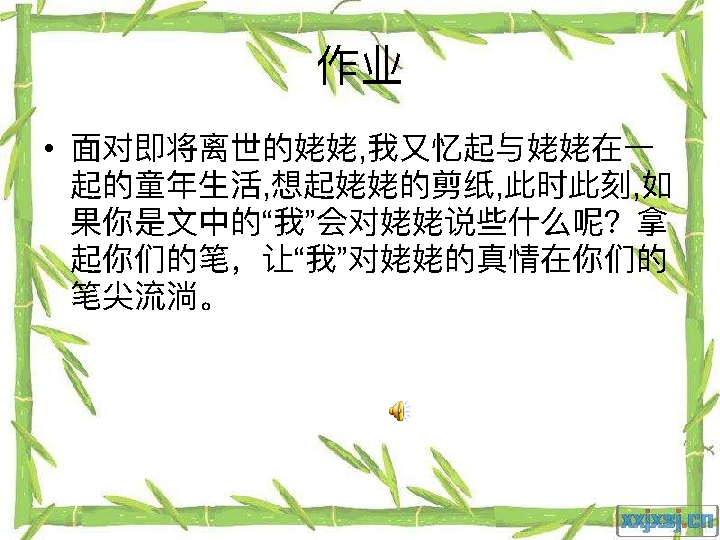 作业
• 面对即将离世的姥姥,我又忆起与姥姥在一
起的童年生活,想起姥姥的剪纸,此时此刻,如
果你是文中的“我”会对姥姥说些什么呢？拿
起你们的笔，让“我”对姥姥的真情在你们的
笔尖流淌。
xxjxsj.cn